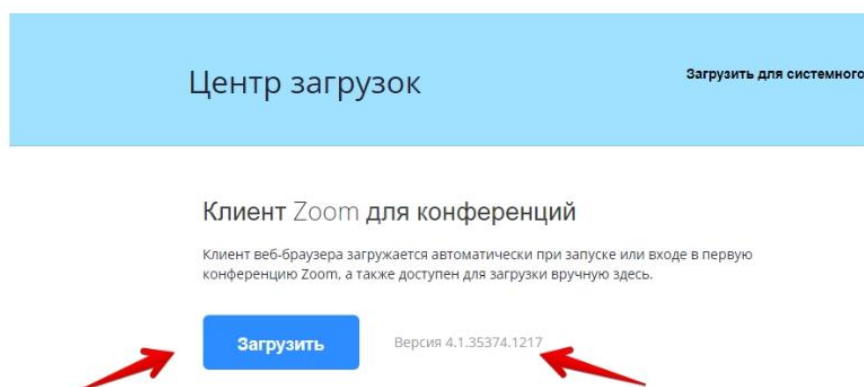 Центр загрузок
Загрузить для системного
Клиент Zoom для конференций
Клиент веб-браузера загружается автоматически при запуске или входе в первую
конференцию Zoom, а также доступен для загрузки вручную здесь.
Загрузить
Версия 4.1.35374.1217